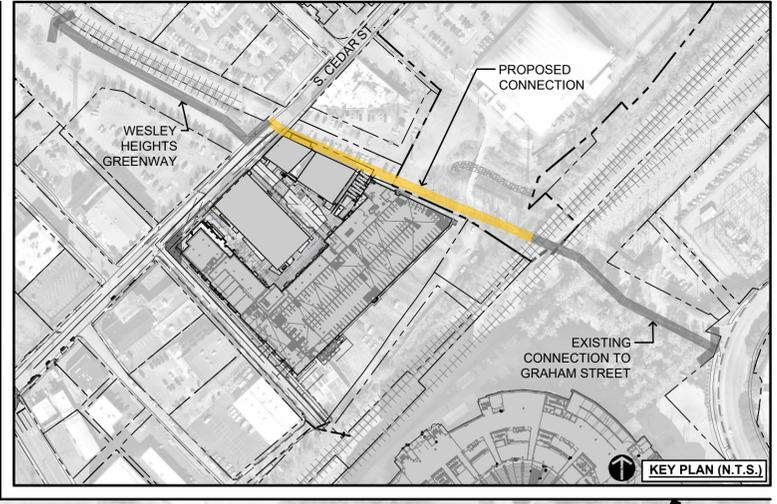 S. CEDAR ST
PROPOSED
CONNECTION
WESLEY
HEIGHTS
GREENWAY
EXISTING
CONNECTION TO
GRAHAM STREET
KEY PLAN (N.T.S.)